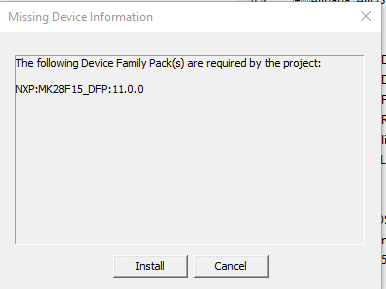 Missing Device Information
The following Device Family Pack(s) are required by the project:
NXP:MK28F15_DFP:11.0.0
Install
Cancel